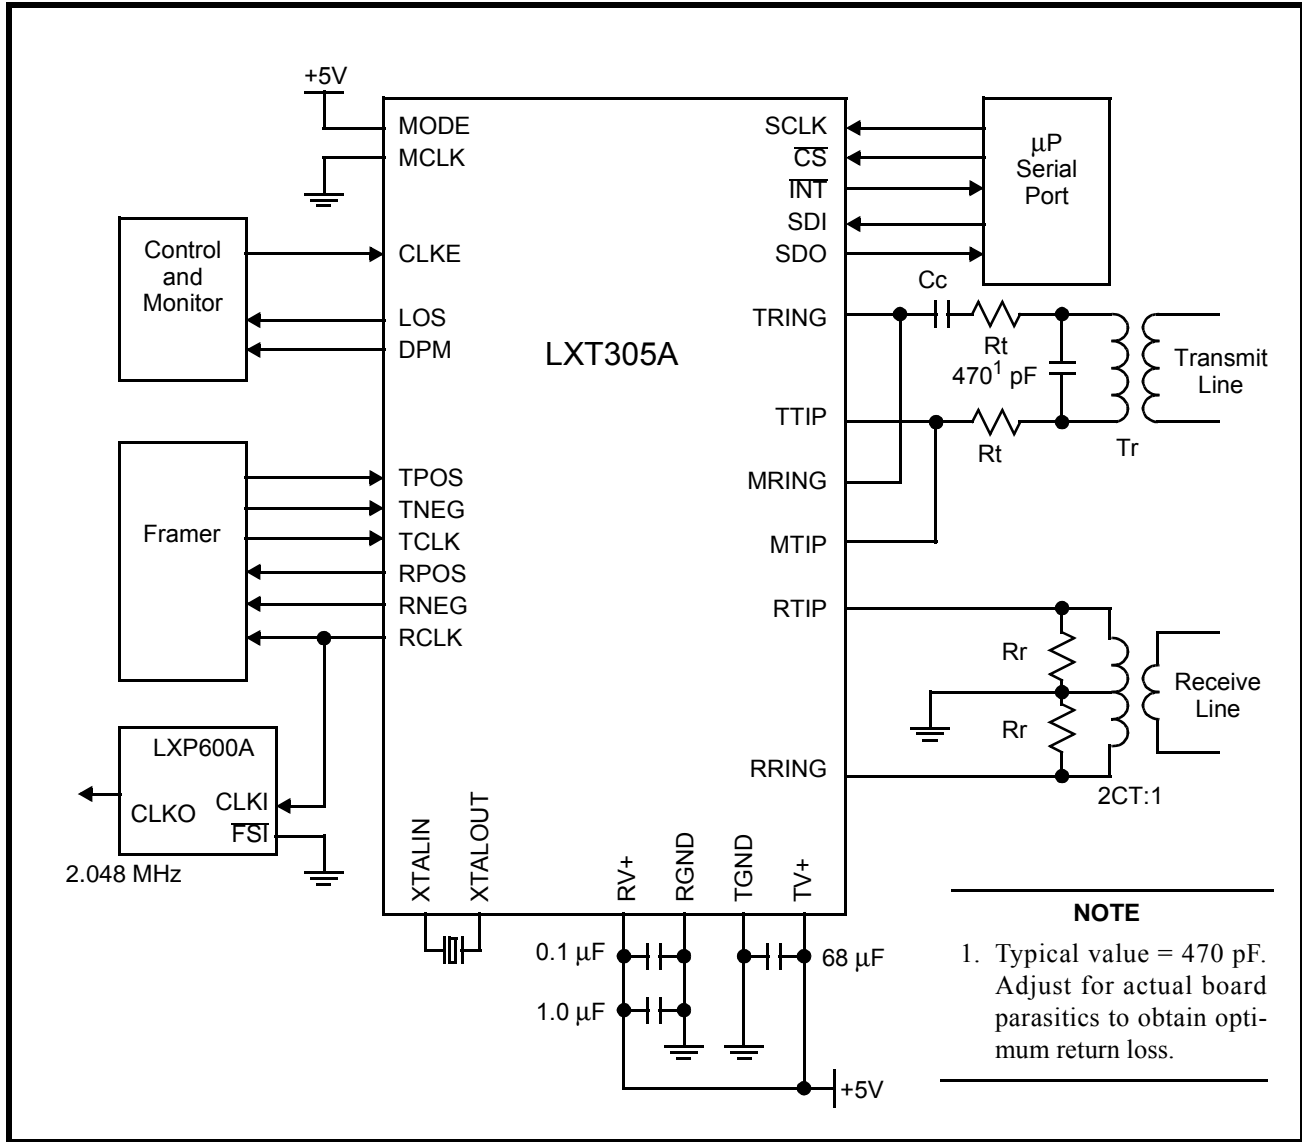 +5V
MODE
MCLK
Control
and
Monitor
CLKE
LOS
DPM
Framer
TPOS
TNEG
TCLK
RPOS
RNEG
RCLK
LXP600A
CLKI
CLKO
FSI
2.048 MHz
LXT305A
SCLK
CS
INT
SDI
SDO
μP
Serial
Port
TRING
Cc
Rt
470¹ pF
Transmit
Line
TTIP
Rt
Tr
MRING
MTIP
RTIP
Rr
Receive
Line
Rr
RRING
2CT:1
XTALIN
XTALOUT
RV+
RGND
TGND
TV+
0.1 μF
68 μF
1.0 μF
+5V
NOTE
1. Typical value = 470 pF.
Adjust for actual board
parasitics to obtain opti-
mum return loss.